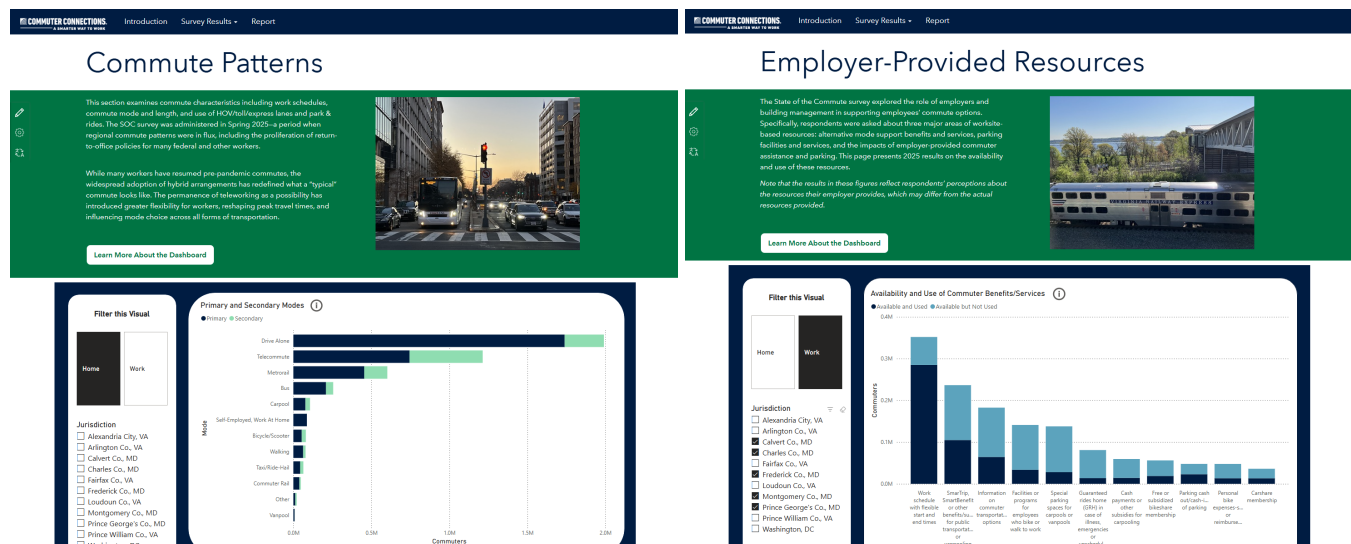 COMMUTER CONNECTIONS.
A SMARTER WAY TO WORK
Introduction
Survey Results
Report
Commute Patterns
This section examines commute characteristics including work schedules,
commute mode and length, and use of HOV/toll/express lanes and park &
rides. The SOC survey was administered in Spring 2025—a period when
regional commute patterns were in flux, including the proliferation of return-
to-office policies for many federal and other workers.
While many workers have resumed pre-pandemic commutes, the
widespread adoption of hybrid arrangements has redefined what a "typical"
commute looks like. The permanence of teleworking as a possibility has
introduced greater flexibility for workers, reshaping peak travel times, and
influencing mode choice across all forms of transportation.
Learn More About the Dashboard
Filter this Visual
Home
Work
Jurisdiction
Alexandria City, VA
Arlington Co., VA
Calvert Co., MD
Charles Co., MD
Fairfax Co., VA
Frederick Co., MD
Loudoun Co., VA
Montgomery Co., MD
Prince George's Co., MD
Prince William Co., VA
Primary and Secondary Modes
Primary
Secondary
Mode
Drive Alone
Telecommute
Metrorail
Bus
Carpool
Self-Employed, Work At Home
Bicycle/Scooter
Walking
Taxi/Ride-Hail
Commuter Rail
Other
Vanpool
0.0M
0.5M
1.0M
1.5M
2.0M
Commuters
COMMUTER CONNECTIONS.
A SMARTER WAY TO WORK
Introduction
Survey Results
Report
Employer-Provided Resources
The State of the Commute survey explored the role of employers and
building management in supporting employees' commute options.
Specifically, respondents were asked about three major areas of worksite-
based resources: alternative mode support benefits and services, parking
facilities and services, and the impacts of employer-provided commuter
assistance and parking. This page presents 2025 results on the availability
and use of these resources.
Note that the results in these figures reflect respondents' perceptions about
the resources their employer provides, which may differ from the actual
resources provided.
VIRGINIA RAILWAY EXPRESS
Learn More About the Dashboard
Filter this Visual
Home
Work
Jurisdiction
Alexandria City, VA
Arlington Co., VA
Calvert Co., MD
Charles Co., MD
Fairfax Co., VA
Frederick Co., MD
Loudoun Co., VA
Montgomery Co., MD
Prince George's Co., MD
Prince William Co., VA
Washington, DC
Availability and Use of Commuter Benefits/Services
Available and Used
Available but Not Used
Commuters
0.4M
0.3M
0.2M
0.1M
0.0M
Work
schedule
with flexible
start and
end times
SmarTrip,
SmartBenefit
or other
benefits/su...
for public
transportat...
or
Information
on
commuter
transportat...
options
Facilities or
programs
for
employees
who bike or
walk to work
Special
parking
spaces for
carpools or
vanpools
Guaranteed
rides home
(GRH) in
case of
illness,
emergencies
or
Cash
payments or
other
subsidies for
carpooling
Free or
subsidized
bikeshare
membership
Parking cash
out/cash-i...
of parking
Personal
bike
expenses-s...
or
reimburse...
Carshare
membership